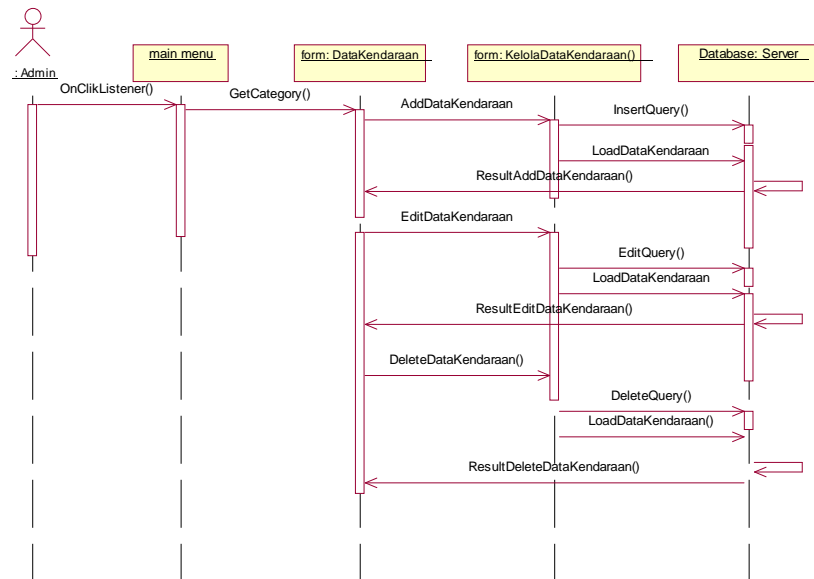 : Admin
main menu
form: DataKendaraan
form: KelolaDataKendaraan()
Database: Server
OnClikListener()
GetCategory()
AddDataKendaraan
InsertQuery()
LoadDataKendaraan
ResultAddDataKendaraan()
EditDataKendaraan
EditQuery()
LoadDataKendaraan
ResultEditDataKendaraan()
DeleteDataKendaraan()
DeleteQuery()
LoadDataKendaraan()
ResultDeleteDataKendaraan()